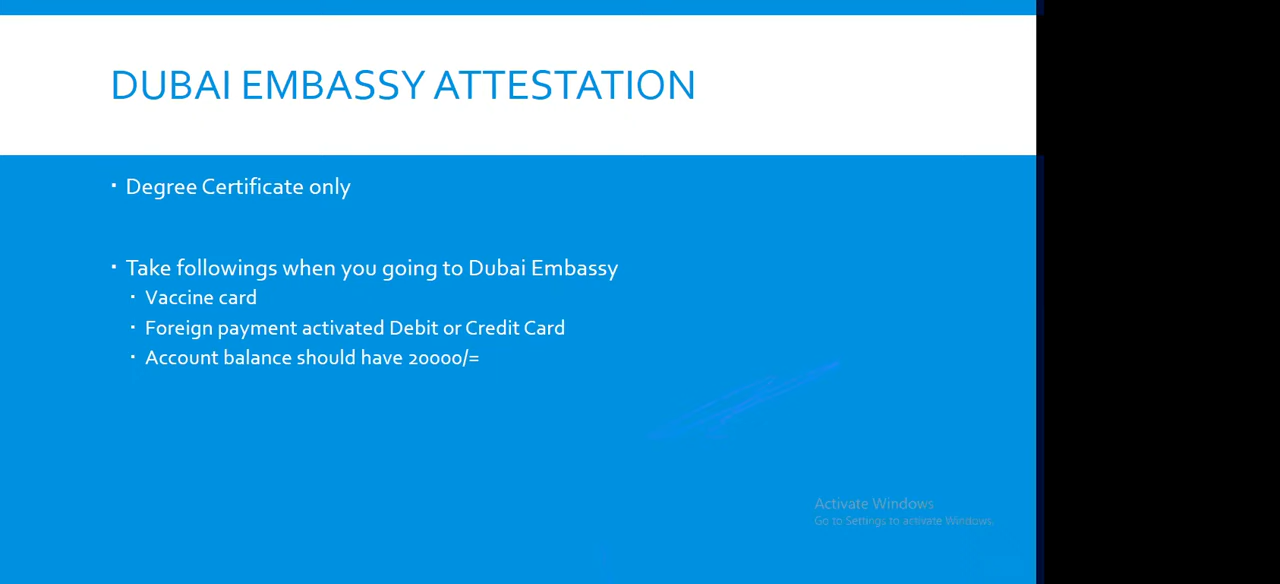 DUBAI EMBASSY ATTESTATION
▪ Degree Certificate only
▪ Take followings when you going to Dubai Embassy
▪ Vaccine card
▪ Foreign payment activated Debit or Credit Card
▪ Account balance should have 20000/=
Activate Windows
Go to Settings to activate Windows.